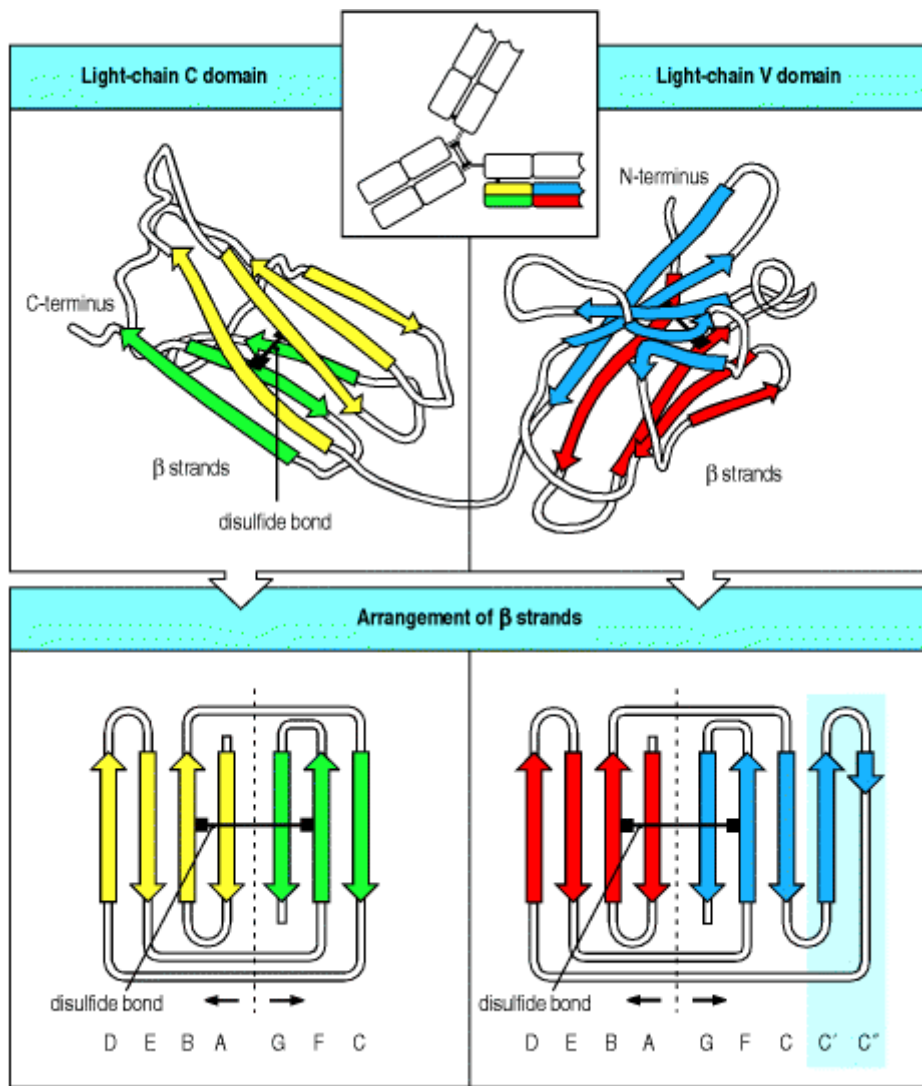 Light-chain C domain
Light-chain V domain
N-terminus
C-terminus
β strands
disulfide bond
β strands
Arrangement of β strands
disulfide bond
D E B A G F C
disulfide bond
D E B A G F C C′ C″